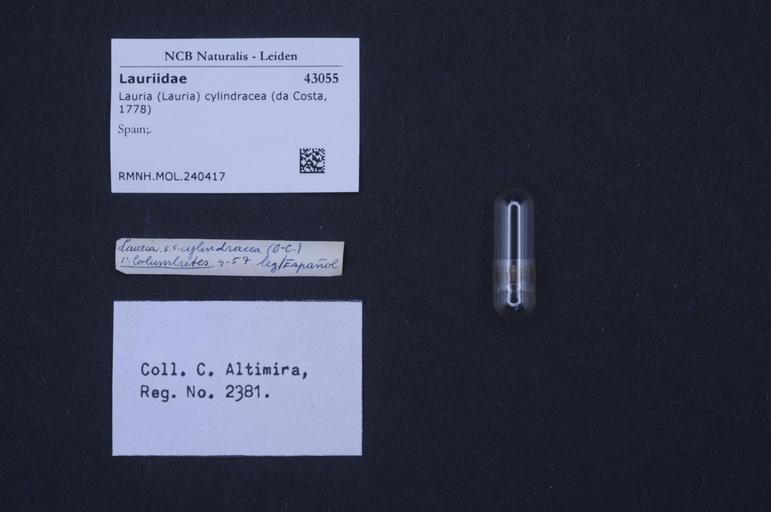 NCB Naturalis - Leiden
Lauriidae 43055
Lauria (Lauria) cylindracea (da Costa,
1778)
Spain;.
RMNH.MOL.240417
Lauria s.s. cylindracea (D-C.)
Columbretes 4-57 leg/Español
Coll. C. Altimira,
Reg. No. 2381.